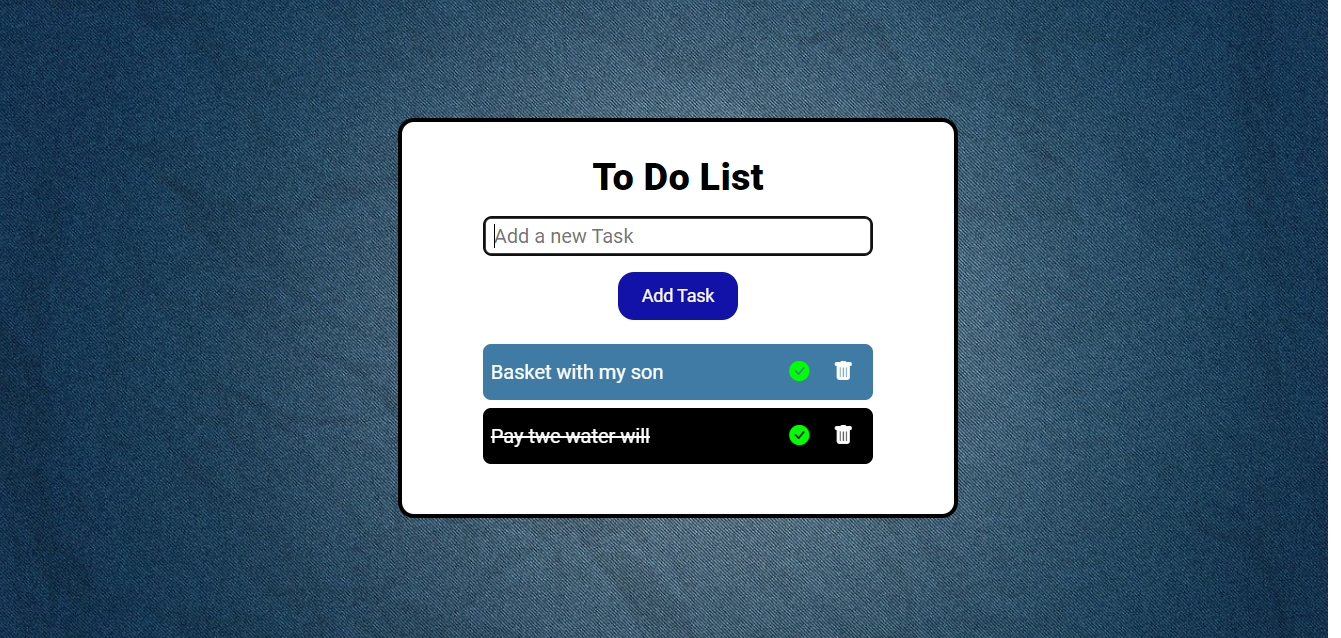 To Do List
Add a new Task
Add Task
Basket with my son
Pay twe water will